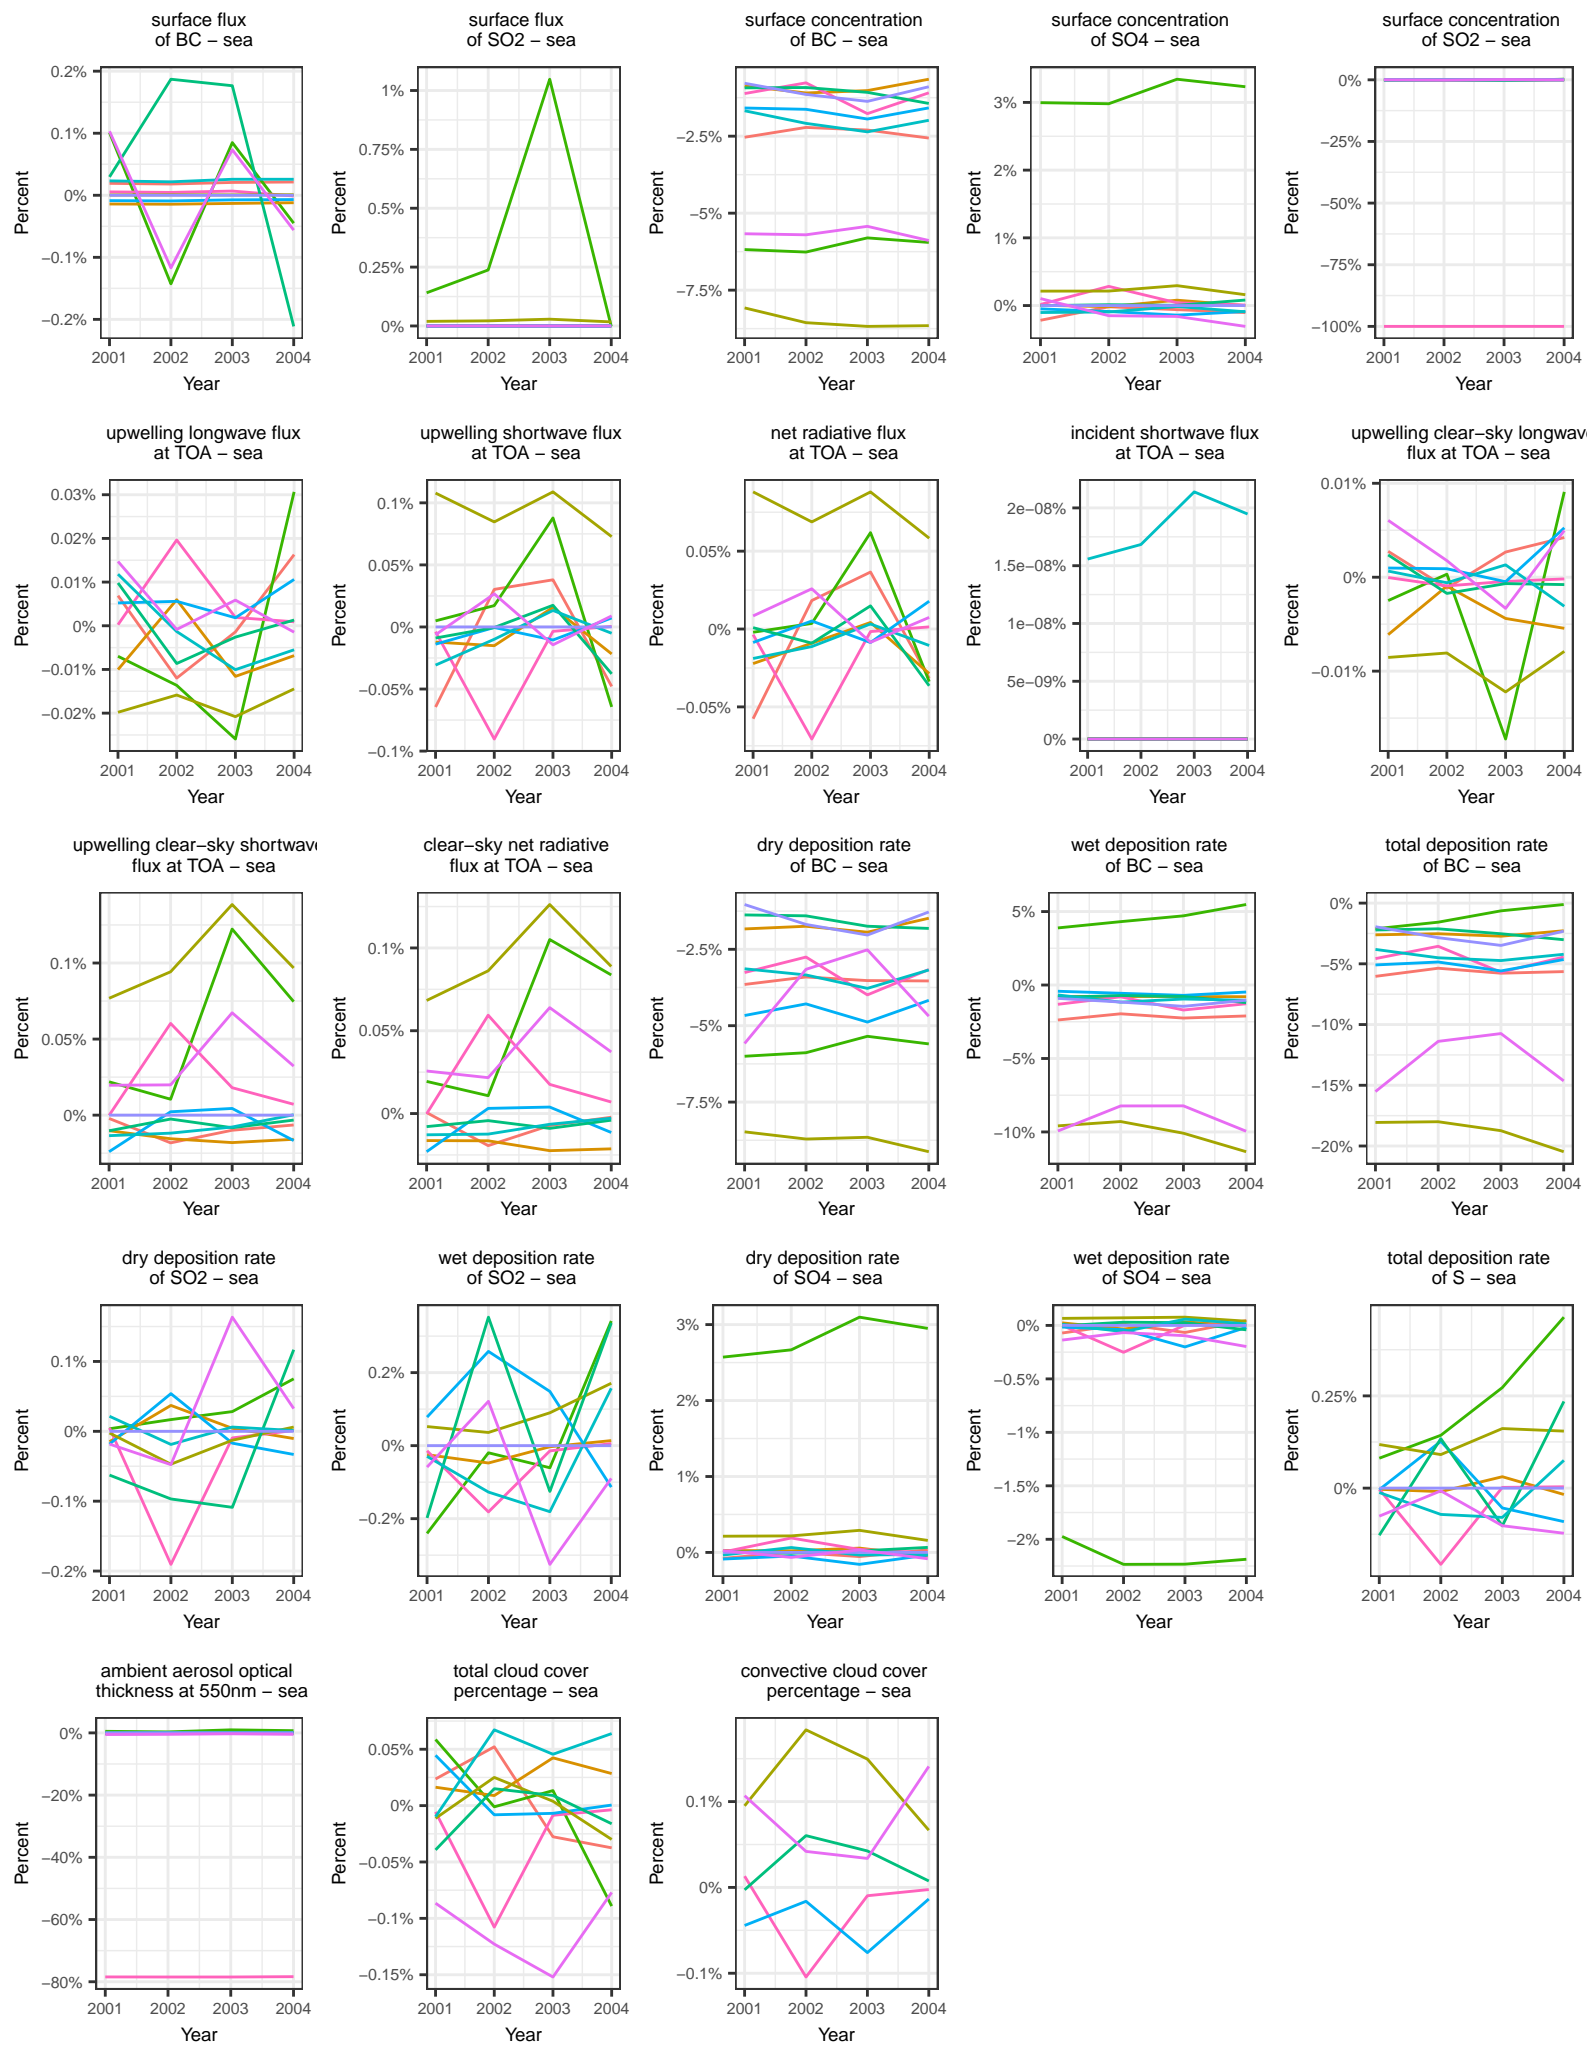 surface flux
of BC − sea
surface flux
of SO2 − sea
surface concentration
of BC − sea
surface concentration
of SO4 − sea
surface concentration
of SO2 − sea
0.2%
0.1%
0%
−0.1%
−0.2%
Percent
2001 2002 2003 2004
Year
1%
0.75%
0.5%
0.25%
0%
Percent
2001 2002 2003 2004
Year
−2.5%
−5%
−7.5%
Percent
2001 2002 2003 2004
Year
3%
2%
1%
0%
Percent
2001 2002 2003 2004
Year
0%
−25%
−50%
−75%
−100%
Percent
2001 2002 2003 2004
Year
upwelling longwave flux
at TOA − sea
upwelling shortwave flux
at TOA − sea
net radiative flux
at TOA − sea
incident shortwave flux
at TOA − sea
upwelling clear−sky longwav
flux at TOA − sea
0.03%
0.02%
0.01%
0%
−0.01%
−0.02%
Percent
2001 2002 2003 2004
Year
0.1%
0.05%
0%
−0.05%
−0.1%
Percent
2001 2002 2003 2004
Year
0.05%
0%
−0.05%
Percent
2001 2002 2003 2004
Year
2e−08%
1.5e−08%
1e−08%
5e−09%
0%
Percent
2001 2002 2003 2004
Year
0.01%
0%
−0.01%
Percent
2001 2002 2003 2004
Year
upwelling clear−sky shortwave
flux at TOA − sea
clear−sky net radiative
flux at TOA − sea
dry deposition rate
of BC − sea
wet deposition rate
of BC − sea
total deposition rate
of BC − sea
0.1%
0.05%
0%
Percent
2001 2002 2003 2004
Year
0.1%
0.05%
0%
Percent
2001 2002 2003 2004
Year
−2.5%
−5%
−7.5%
Percent
2001 2002 2003 2004
Year
5%
0%
−5%
−10%
Percent
2001 2002 2003 2004
Year
0%
−5%
−10%
−15%
−20%
Percent
2001 2002 2003 2004
Year
dry deposition rate
of SO2 − sea
wet deposition rate
of SO2 − sea
dry deposition rate
of SO4 − sea
wet deposition rate
of SO4 − sea
total deposition rate
of S − sea
0.1%
0%
−0.1%
−0.2%
Percent
2001 2002 2003 2004
Year
0.2%
0%
−0.2%
Percent
2001 2002 2003 2004
Year
3%
2%
1%
0%
Percent
2001 2002 2003 2004
Year
0%
−0.5%
−1%
−1.5%
−2%
Percent
2001 2002 2003 2004
Year
0.25%
0%
Percent
2001 2002 2003 2004
Year
ambient aerosol optical
thickness at 550nm − sea
total cloud cover
percentage − sea
convective cloud cover
percentage − sea
0%
−20%
−40%
−60%
−80%
Percent
2001 2002 2003 2004
Year
0.05%
0%
−0.05%
−0.1%
−0.15%
Percent
2001 2002 2003 2004
Year
0.1%
0%
−0.1%
Percent
2001 2002 2003 2004
Year